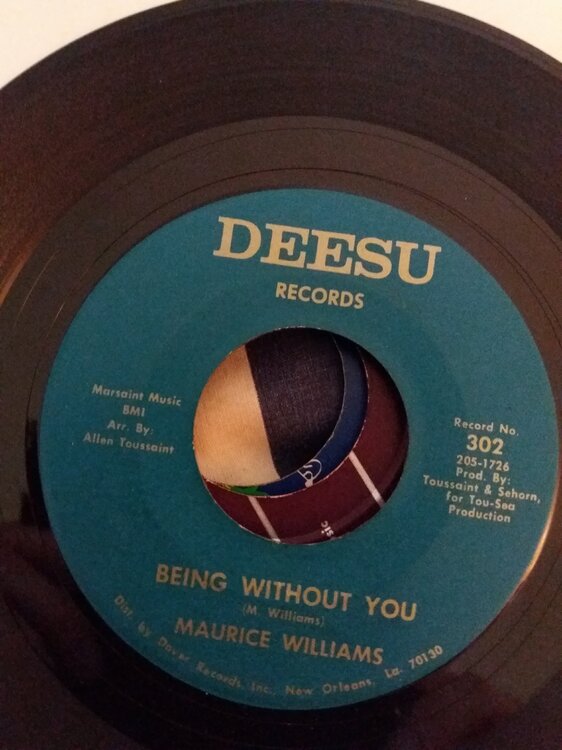 DEESU
RECORDS
Marsaint Music
BMI
Arr. By:
Allen Toussaint
Record No.
302
205-1726
Prod. By:
Toussaint & Sehorn,
for Tou-Sea
Production
BEING WITHOUT YOU
(M. Williams)
MAURICE WILLIAMS
Dist. by Dover Records, Inc., New Orleans, La. 70130